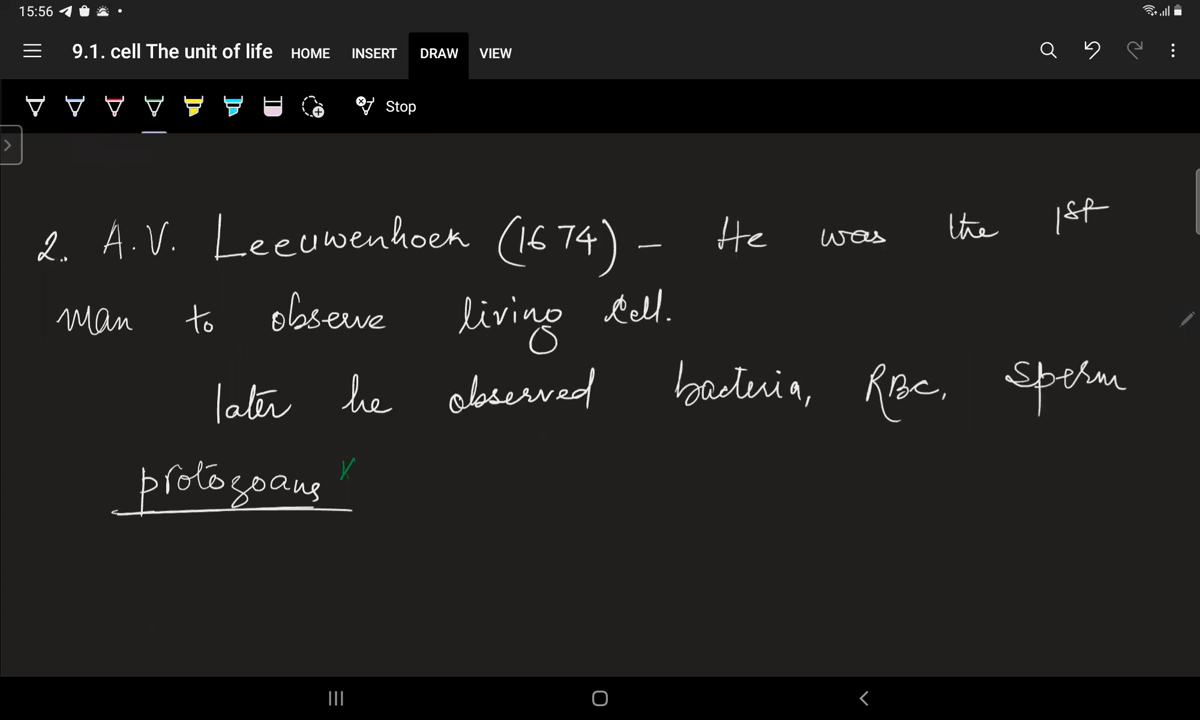 15:56
9.1. cell The unit of life HOME INSERT DRAW VIEW
Stop
2. A.V. Leeuwenhoek (1674) - He was the 1st
man to observe living cell.
later he observed bacteria, RBC, sperm
protozoans